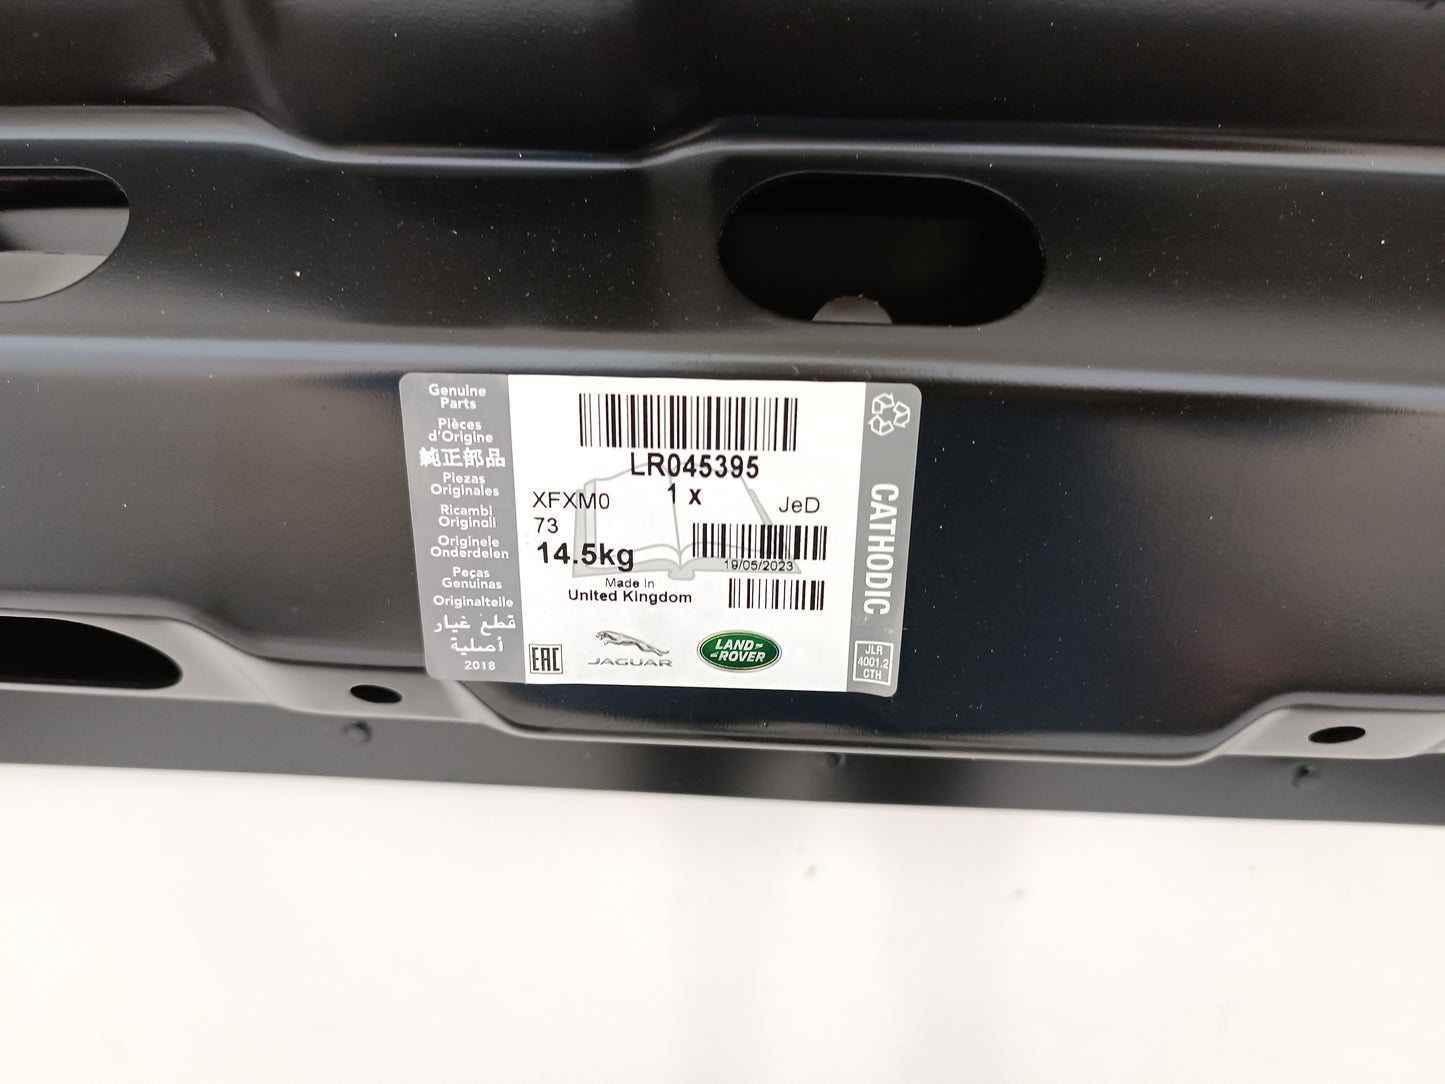 Genuine
Parts
Pièces
d'Origine
純正部品
Piezas
Originales
Ricambi
Originali
Originele
Onderdelen
Peças
Genuinas
Originalteile
قطع غيار
أصلية
2018
LR045395
1 x
XFXM0
JeD
73
14.5kg
19/05/2023
Made In
United Kingdom
EAC
JAGUAR
LAND
ROVER
CATHODIC
JLR
4001.2
CTH